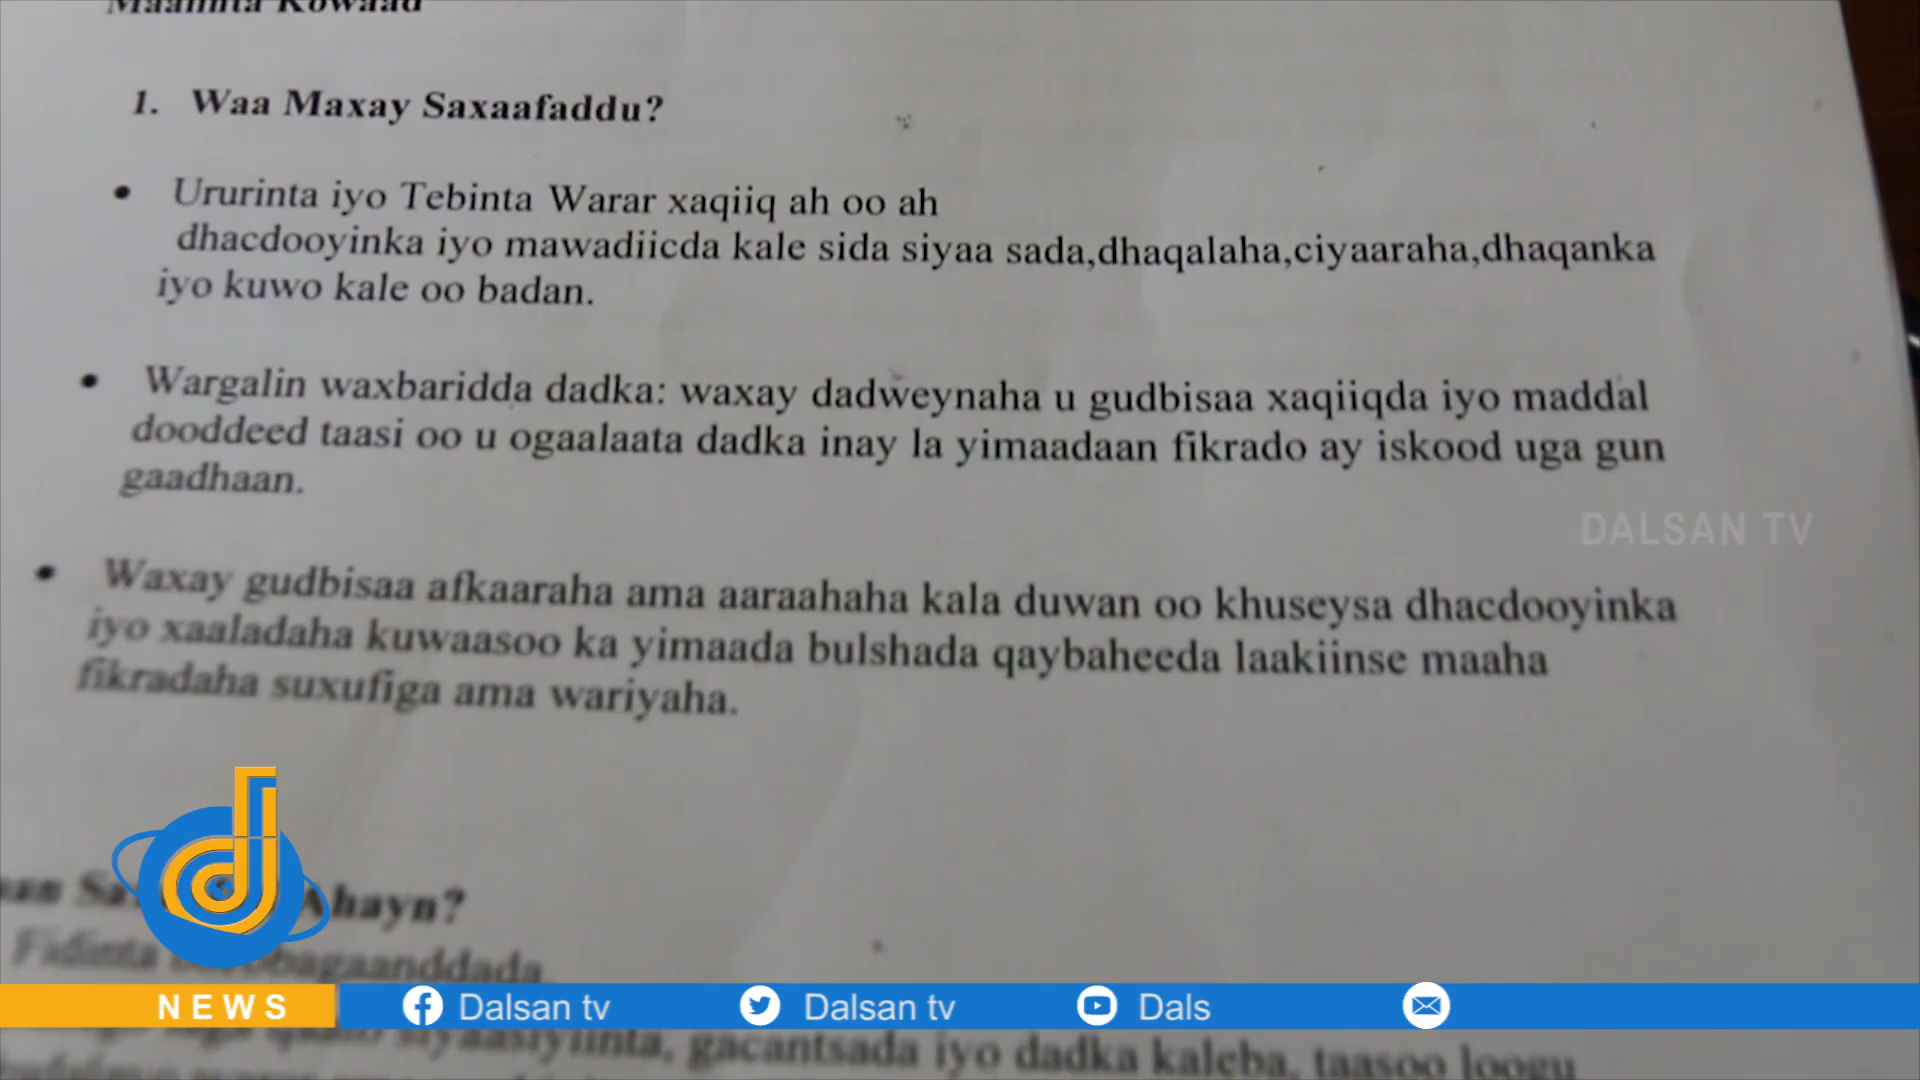 Maalinta Kowaad
1. Waa Maxay Saxaafaddu?
• Ururinta iyo Tebinta Warar xaqiiq ah oo ah
dhacdooyinka iyo mawadiicda kale sida siyaa sada,dhaqalaha,ciyaaraha,dhaqanka
iyo kuwo kale oo badan.
• Wargalin waxbaridda dadka: waxay dadweynaha u gudbisaa xaqiiqda iyo maddal
dooddeed taasi oo u ogaalaata dadka inay la yimaadaan fikrado ay iskood uga gun
gaadhaan.
DALSAN TV
• Waxay gudbisaa afkaaraha ama aaraahaha kala duwan oo khuseysa dhacdooyinka
iyo xaaladaha kuwaasoo ka yimaada bulshada qaybaheeda laakiinse maaha
fikradaha suxufiga ama wariyaha.
Ahayn?
Fidinta
NEWS Dalsan tv Dalsan tv Dals
gacantsada iyo dadka kaleba, taasoo loogu